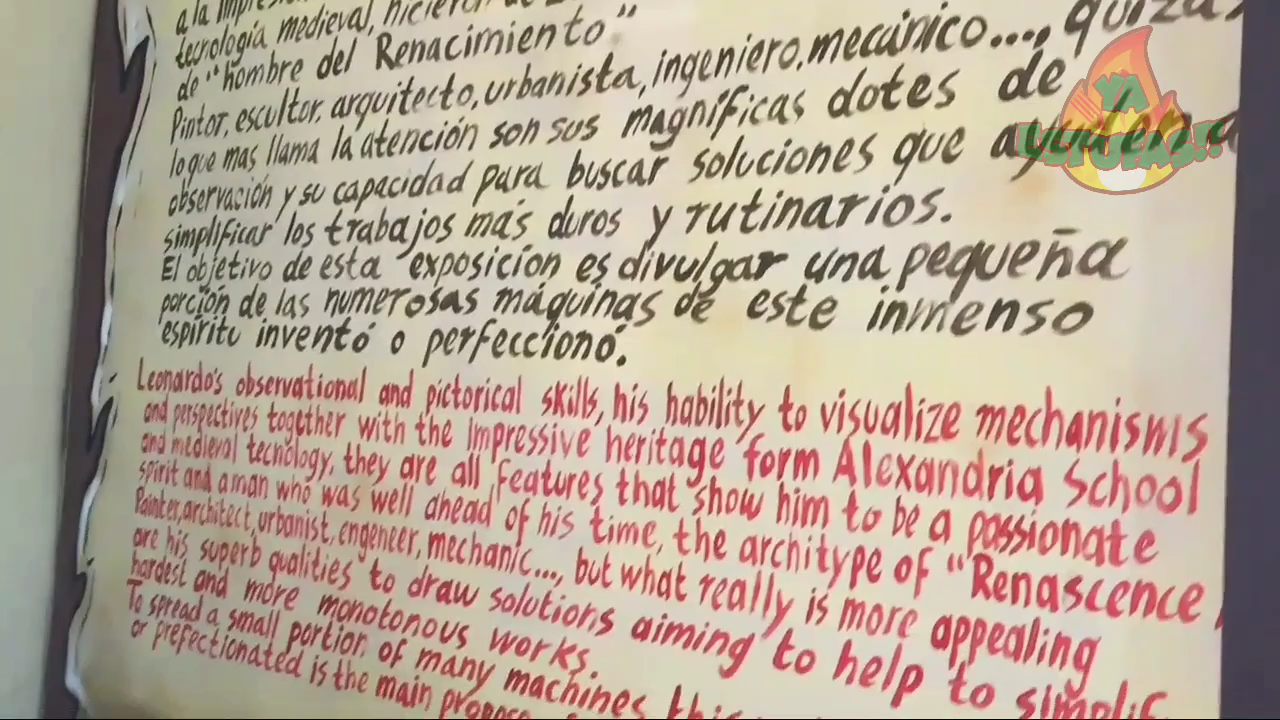 a la
tecnología medieval, hicieron de
de "hombre del Renacimiento"
Pintor, escultor, arquitecto, urbanista, ingeniero, mecánico...., quizás
lo que mas llama la atención son sus magníficas dotes de
observación y su capacidad para buscar soluciones que ayuden a
simplificar los trabajos más duros y rutinarios.
El objetivo de esta exposición es divulgar una pequeña
porción de las numerosas máquinas de este inmenso
espíritu inventó o perfeccionó.
Leonardo's observational and pictorical skills, his hability to visualize mechanisms
and perspectives together with the impressive heritage form Alexandria School
and medieval tecnology, they are all features that show him to be a passionate
spirit and a man who was well ahead of his time, the architype of "Renascence
Painter, architect, urbanist, engeneer, mechanic..., but what really is more appealing
are his superb qualities to draw solutions aiming to help to simplif
hardest and more monotonous works.
To spread a small portion of many machines
or prefectionated is the main
YA
ESTUFAS!!